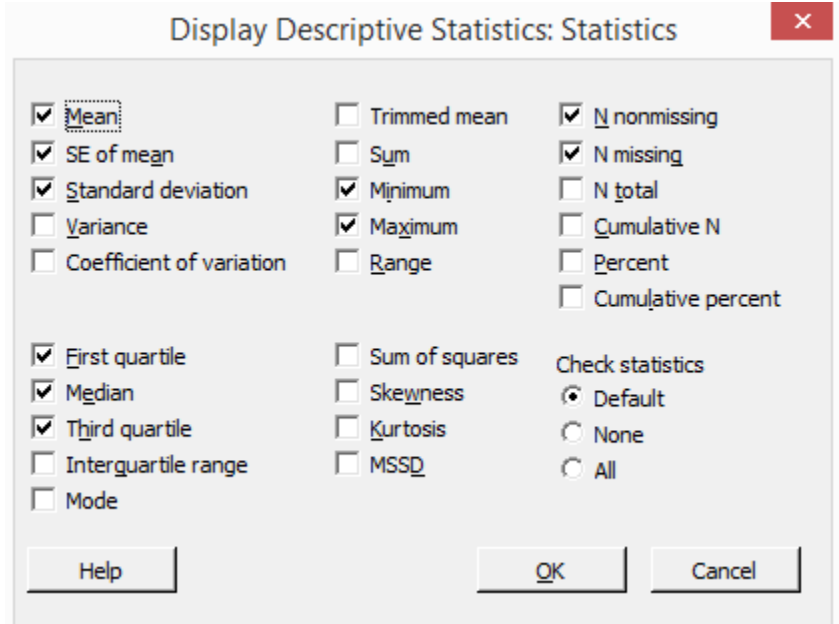 Display Descriptive Statistics: Statistics
Mean
SE of mean
Standard deviation
Variance
Coefficient of variation
Trimmed mean
Sum
Minimum
Maximum
Range
N nonmissing
N missing
N total
Cumulative N
Percent
Cumulative percent
First quartile
Median
Third quartile
Interquartile range
Mode
Sum of squares
Skewness
Kurtosis
MSSD
Check statistics
Default
None
All
Help
OK
Cancel